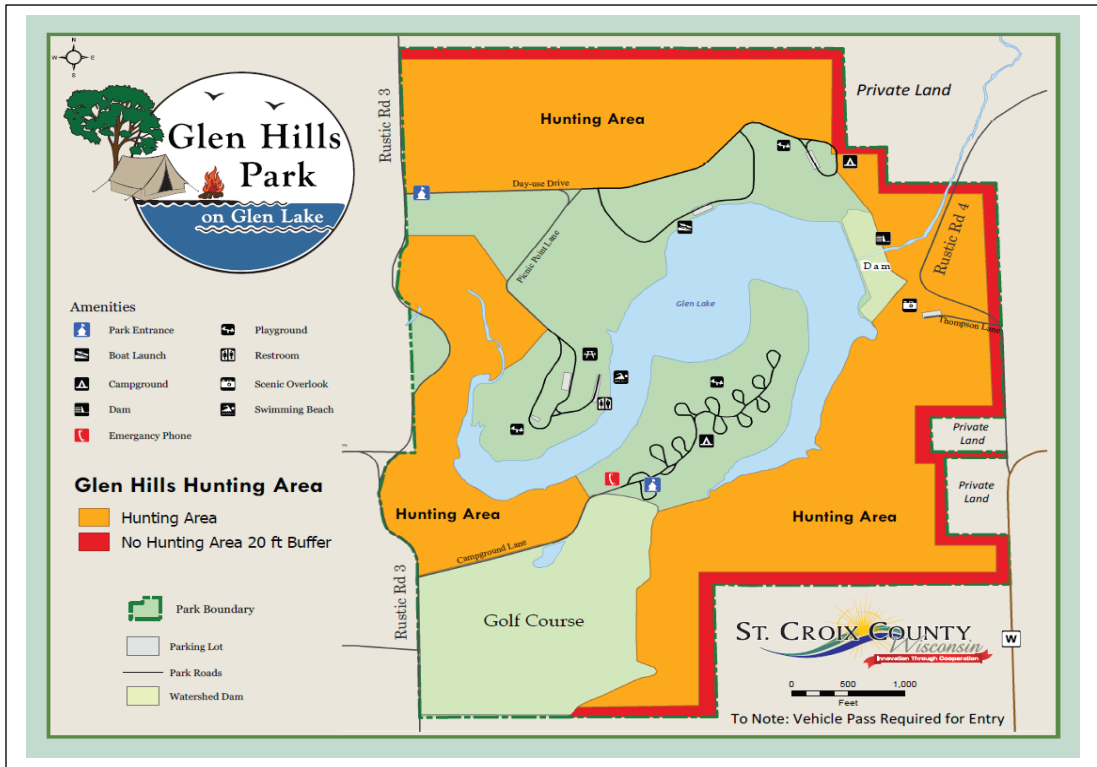 N
W
E
S
Glen Hills
Park
on Glen Lake
Amenities
Park Entrance
Playground
Boat Launch
Restroom
Campground
Scenic Overlook
Dam
Swimming Beach
Emergancy Phone
Glen Hills Hunting Area
Hunting Area
No Hunting Area 20 ft Buffer
Park Boundary
Parking Lot
Park Roads
Watershed Dam
Rustic Rd 3
Hunting Area
Private Land
Day-use Drive
Picnic Point Lane
Rustic Rd 4
Dam
Glen Lake
Thompson Lane
Private
Land
Private
Land
Hunting Area
Hunting Area
Campground Lane
Rustic Rd 3
Golf Course
ST. CROIX COUNTY
Wisconsin
Innovation Through Cooperation
W
0 500 1,000
Feet
To Note: Vehicle Pass Required for Entry